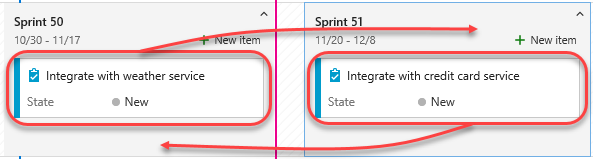 Sprint 50
10/30 - 11/17
+ New item
Integrate with weather service
State
New
Sprint 51
11/20 - 12/8
+ New item
Integrate with credit card service
State
New